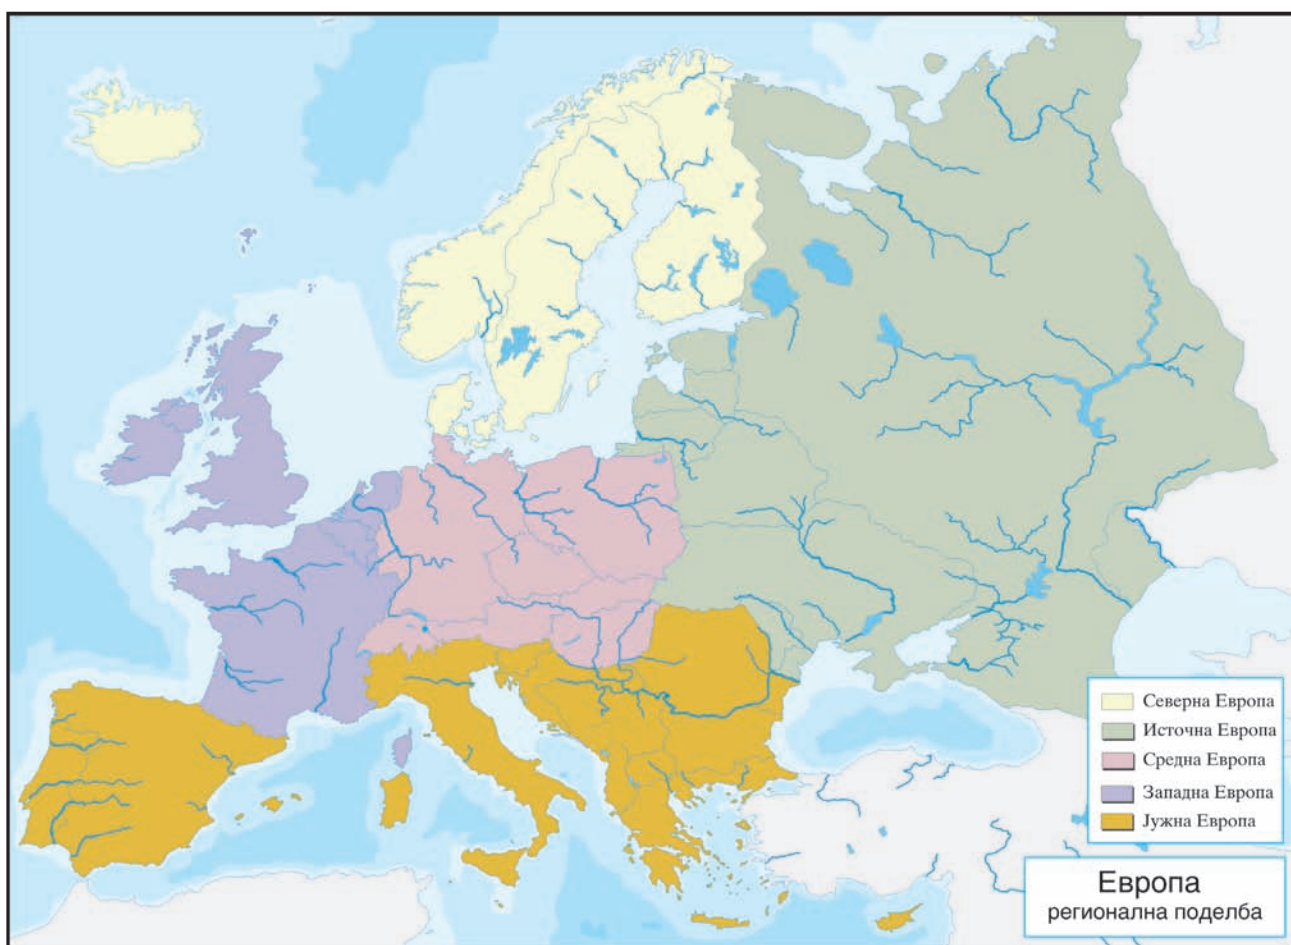 Северна Европа
Источна Европа
Средна Европа
Западна Европа
Јужна Европа
Европа
регионална поделба